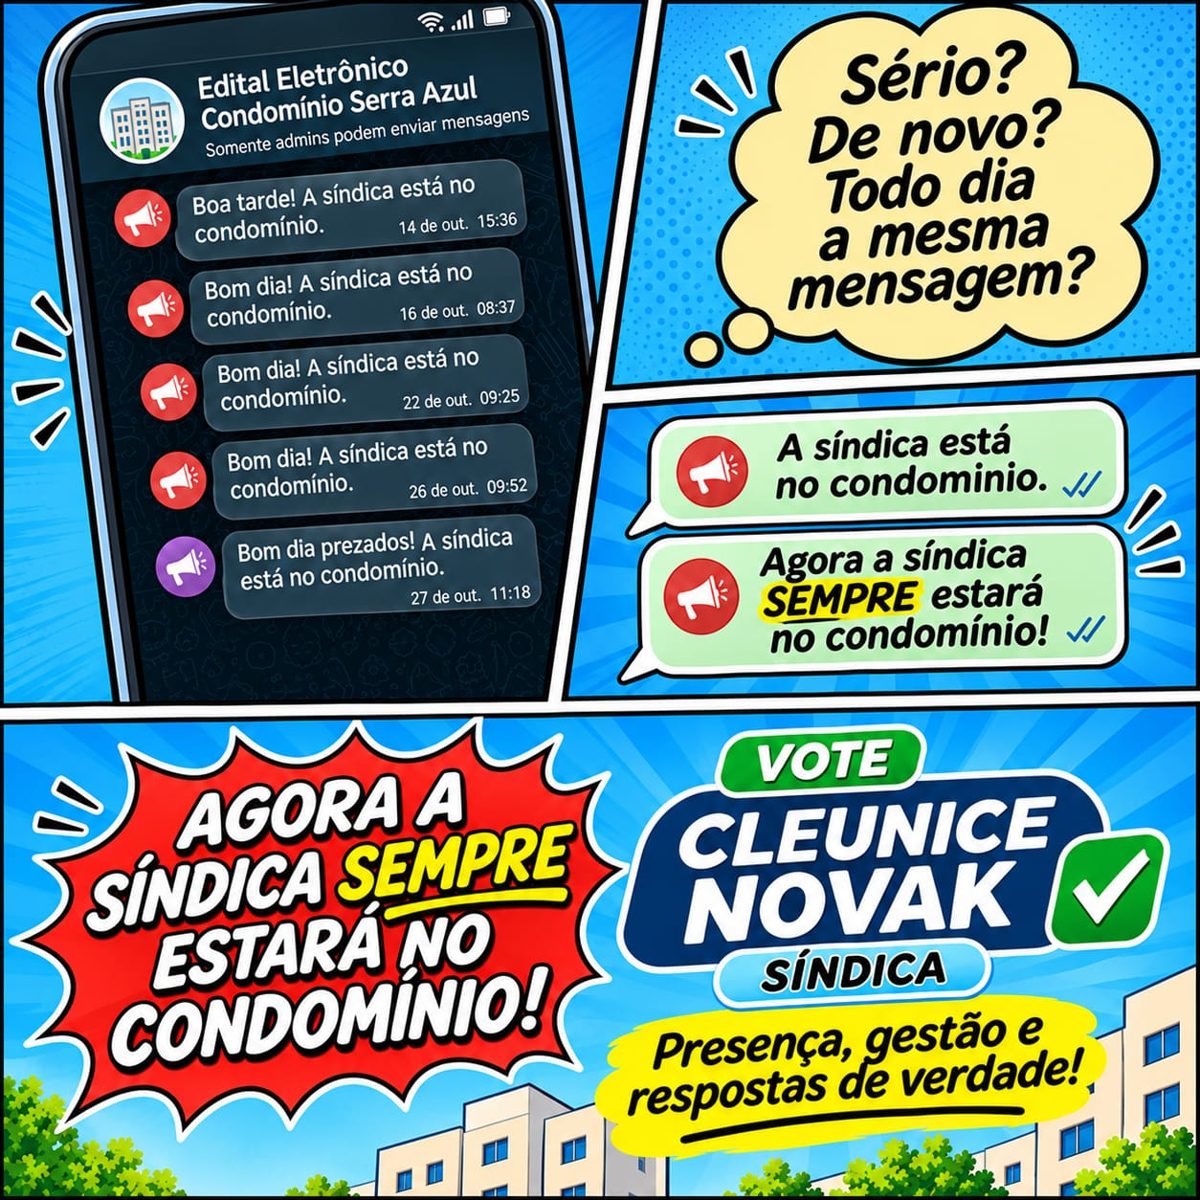 Edital Eletrônico
Condomínio Serra Azul
Somente admins podem enviar mensagens
Boa tarde! A síndica está no
condomínio.
14 de out. 15:36
Bom dia! A síndica está no
condomínio.
16 de out. 08:37
Bom dia! A síndica está no
condomínio.
22 de out. 09:25
Bom dia! A síndica está no
condomínio.
26 de out. 09:52
Bom dia prezados! A síndica
está no condomínio.
27 de out. 11:18
Sério?
De novo?
Todo dia
a mesma
mensagem?
A síndica está
no condominio.
Agora a síndica
SEMPRE estará
no condomínio!
AGORA A
SÍNDICA SEMPRE
ESTARÁ NO
CONDOMÍNIO!
VOTE
CLEUNICE
NOVAK
SÍNDICA
Presença, gestão e
respostas de verdade!